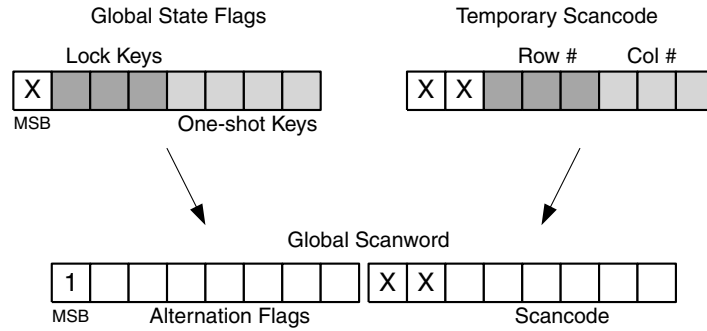 Global State Flags
Temporary Scancode
Lock Keys
Row #
Col #
X
X X
MSB
One-shot Keys
Global Scanword
1
X X
MSB
Alternation Flags
Scancode